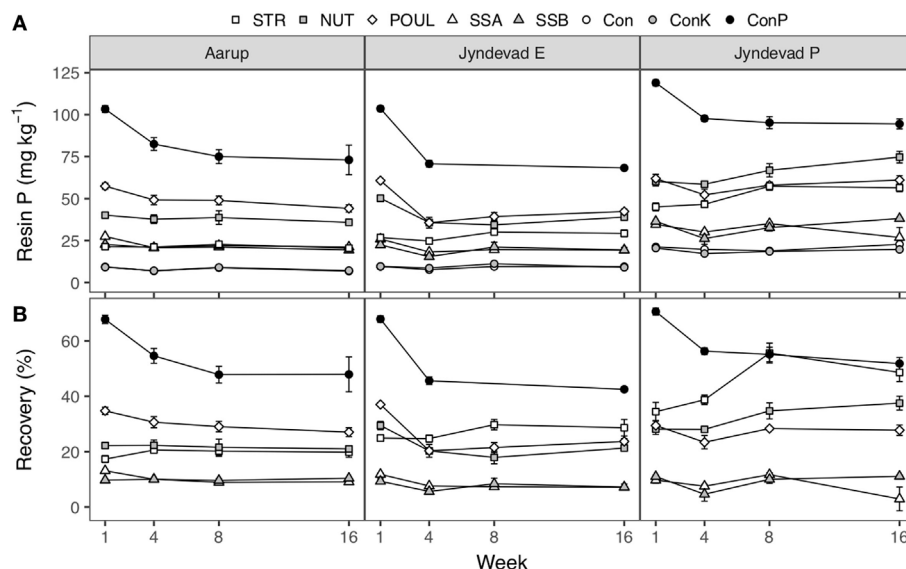 STR NUT POUL SSA SSB Con ConK ConP
A
Aarup Jyndevad E Jyndevad P
Resin P (mg kg⁻¹)
125
100
75
50
25
0
B
Recovery (%)
60
40
20
0
1 4 8 16 1 4 8 16 1 4 8 16
Week